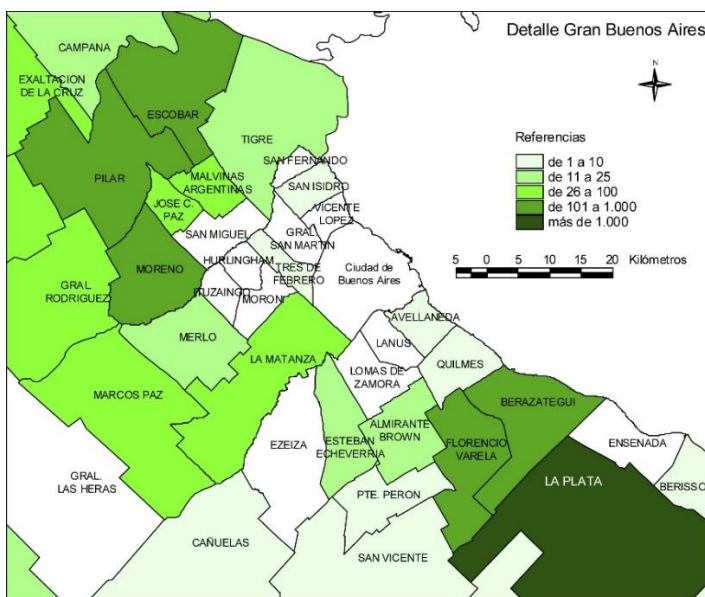 Detalle Gran Buenos Aires
N
Referencias
de 1 a 10
de 11 a 25
de 26 a 100
de 101 a 1.000
más de 1.000
5 0 5 10 15 20 Kilómetros
CAMPANA
EXALTACION
DE LA CRUZ
ESCOBAR
TIGRE
PILAR
MALVINAS
ARGENTINAS
JOSE C.
PAZ
SAN FERNANDO
SAN ISIDRO
VICENTE
LOPEZ
SAN MIGUEL
GRAL
SAN MARTIN
MORENO
HURLINGHAM
TRES DE
FEBRERO
Ciudad de
Buenos Aires
ITUZAINGO
MORON
GRAL
RODRIGUEZ
MERLO
AVELLANEDA
LANUS
LA MATANZA
QUILMES
LOMAS DE
ZAMORA
MARCOS PAZ
BERAZATEGUI
ALMIRANTE
BROWN
EZEIZA
ESTEBAN
ECHEVERRIA
FLORENCIO
VARELA
ENSENADA
GRAL.
LAS HERAS
LA PLATA
BERISSO
PTE. PERON
CAÑUELAS
SAN VICENTE